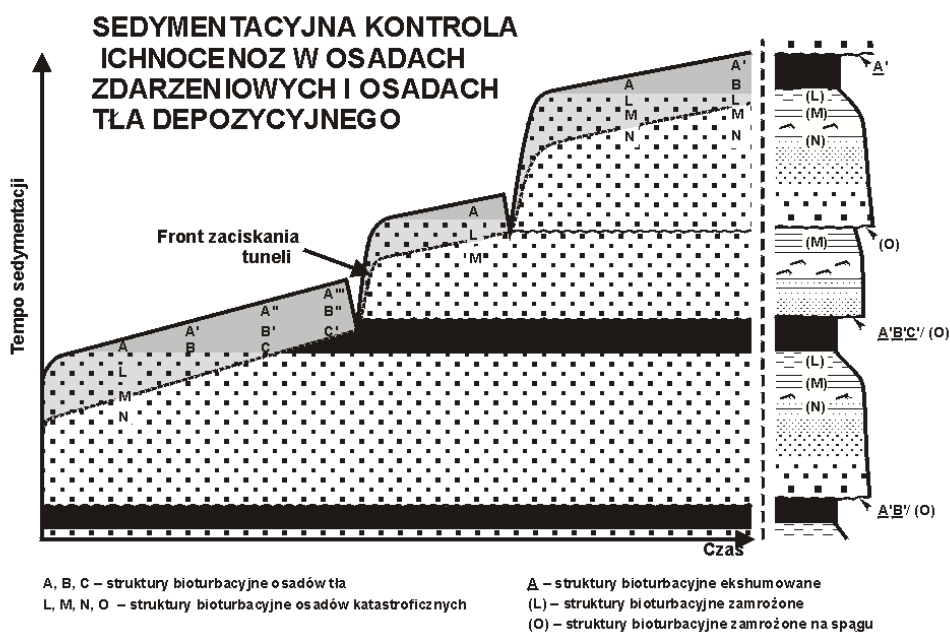 SEDYMENTACYJNA KONTROLA
ICHNOCENOZ W OSADACH
ZDARZENIOWYCH I OSADACH
TŁA DEPOZYCYJNEGO
Tempo sedymentacji
Front zaciskania
tuneli
A
L
M
N
A'
B
A"
B'
C
A'''
B"
C'
A
L
M
A
L
M
N
A'
B
L
M
N
Czas
A'
(L)
(M)
(N)
(O)
(M)
A'B'C'/ (O)
(L)
(M)
(N)
A'B'/ (O)
A, B, C – struktury bioturbacyjne osadów tła
L, M, N, O – struktury bioturbacyjne osadów katastroficznych
A – struktury bioturbacyjne ekshumowane
(L) – struktury bioturbacyjne zamrożone
(O) – struktury bioturbacyjne zamrożone na spągu